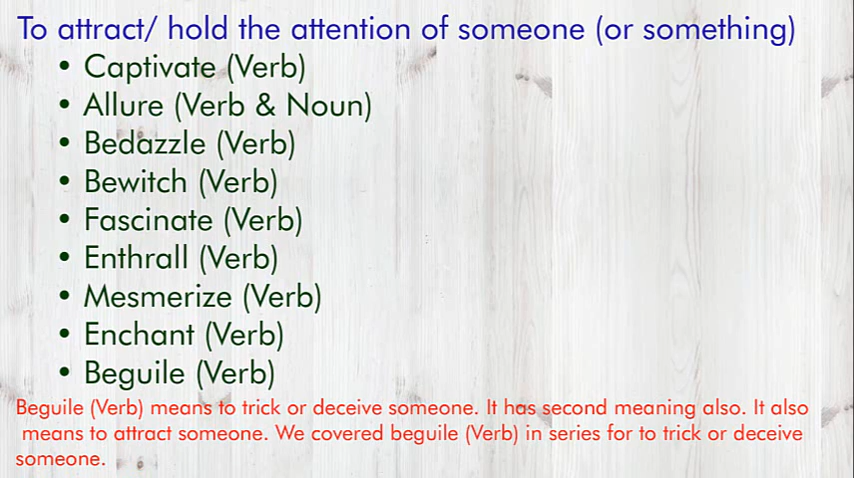 To attract/ hold the attention of someone (or something)
• Captivate (Verb)
• Allure (Verb & Noun)
• Bedazzle (Verb)
• Bewitch (Verb)
• Fascinate (Verb)
• Enthrall (Verb)
• Mesmerize (Verb)
• Enchant (Verb)
• Beguile (Verb)
Beguile (Verb) means to trick or deceive someone. It has second meaning also. It also
means to attract someone. We covered beguile (Verb) in series for to trick or deceive
someone.